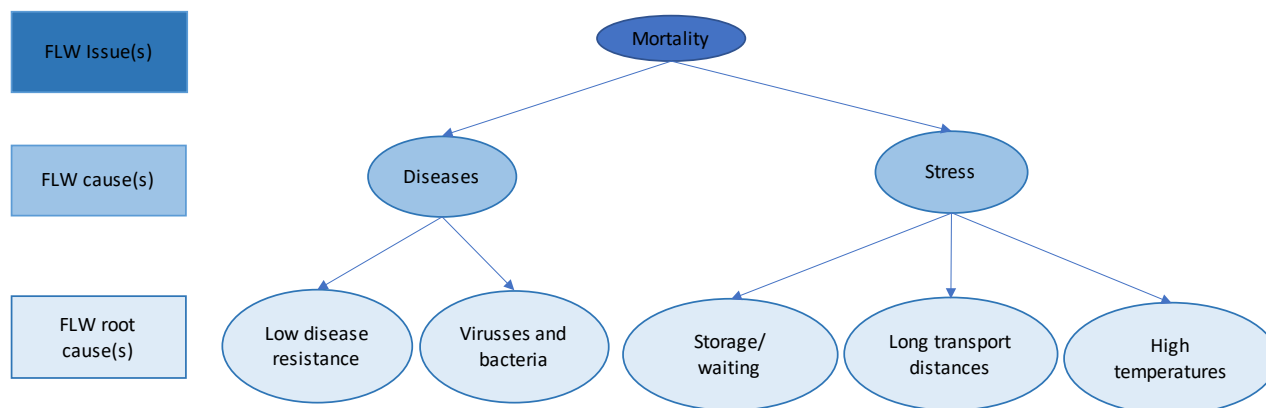 FLW Issue(s)
Mortality
FLW cause(s)
Diseases
Stress
FLW root
cause(s)
Low disease
resistance
Virusses and
bacteria
Storage/
waiting
Long transport
distances
High
temperatures